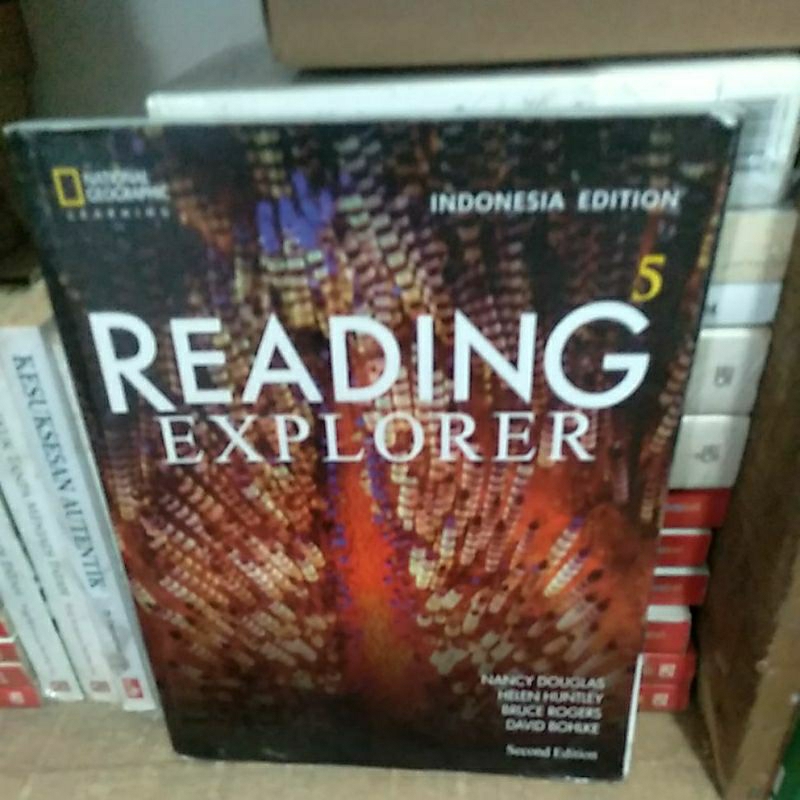 NATIONAL
GEOGRAPHIC
LEARNING
INDONESIA EDITION
5
READING
EXPLORER
NANCY DOUGLAS
HELEN HUNTLEY
BRUCE ROGERS
DAVID BOHLKE
Second Edition
KESUKSESAN AUTENTIK